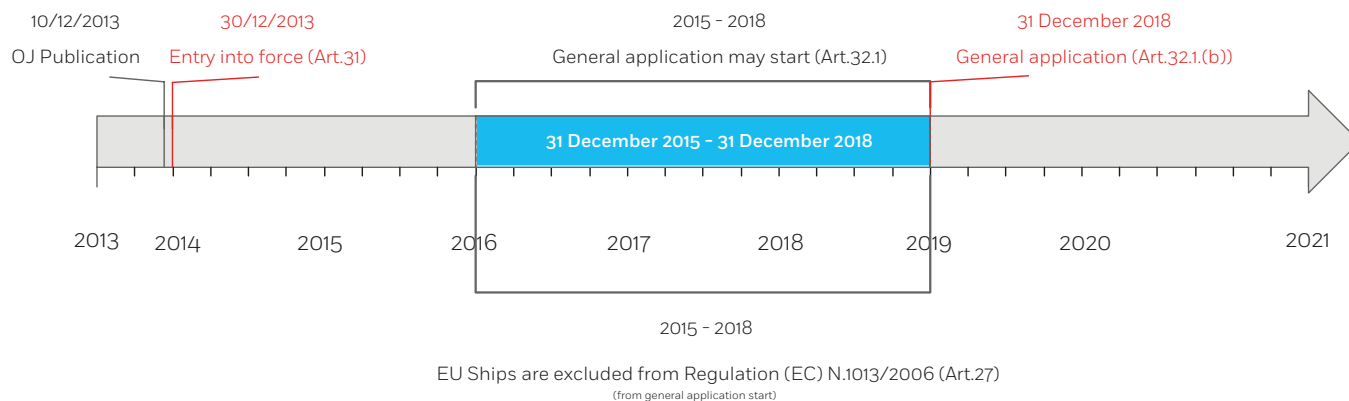 10/12/2013
OJ Publication
30/12/2013
Entry into force (Art.31)
2015 - 2018
General application may start (Art.32.1)
31 December 2018
General application (Art.32.1.(b))
31 December 2015 - 31 December 2018
2013
2014
2015
2016
2017
2018
2019
2020
2021
2015 - 2018
EU Ships are excluded from Regulation (EC) N.1013/2006 (Art.27)
(from general application start)